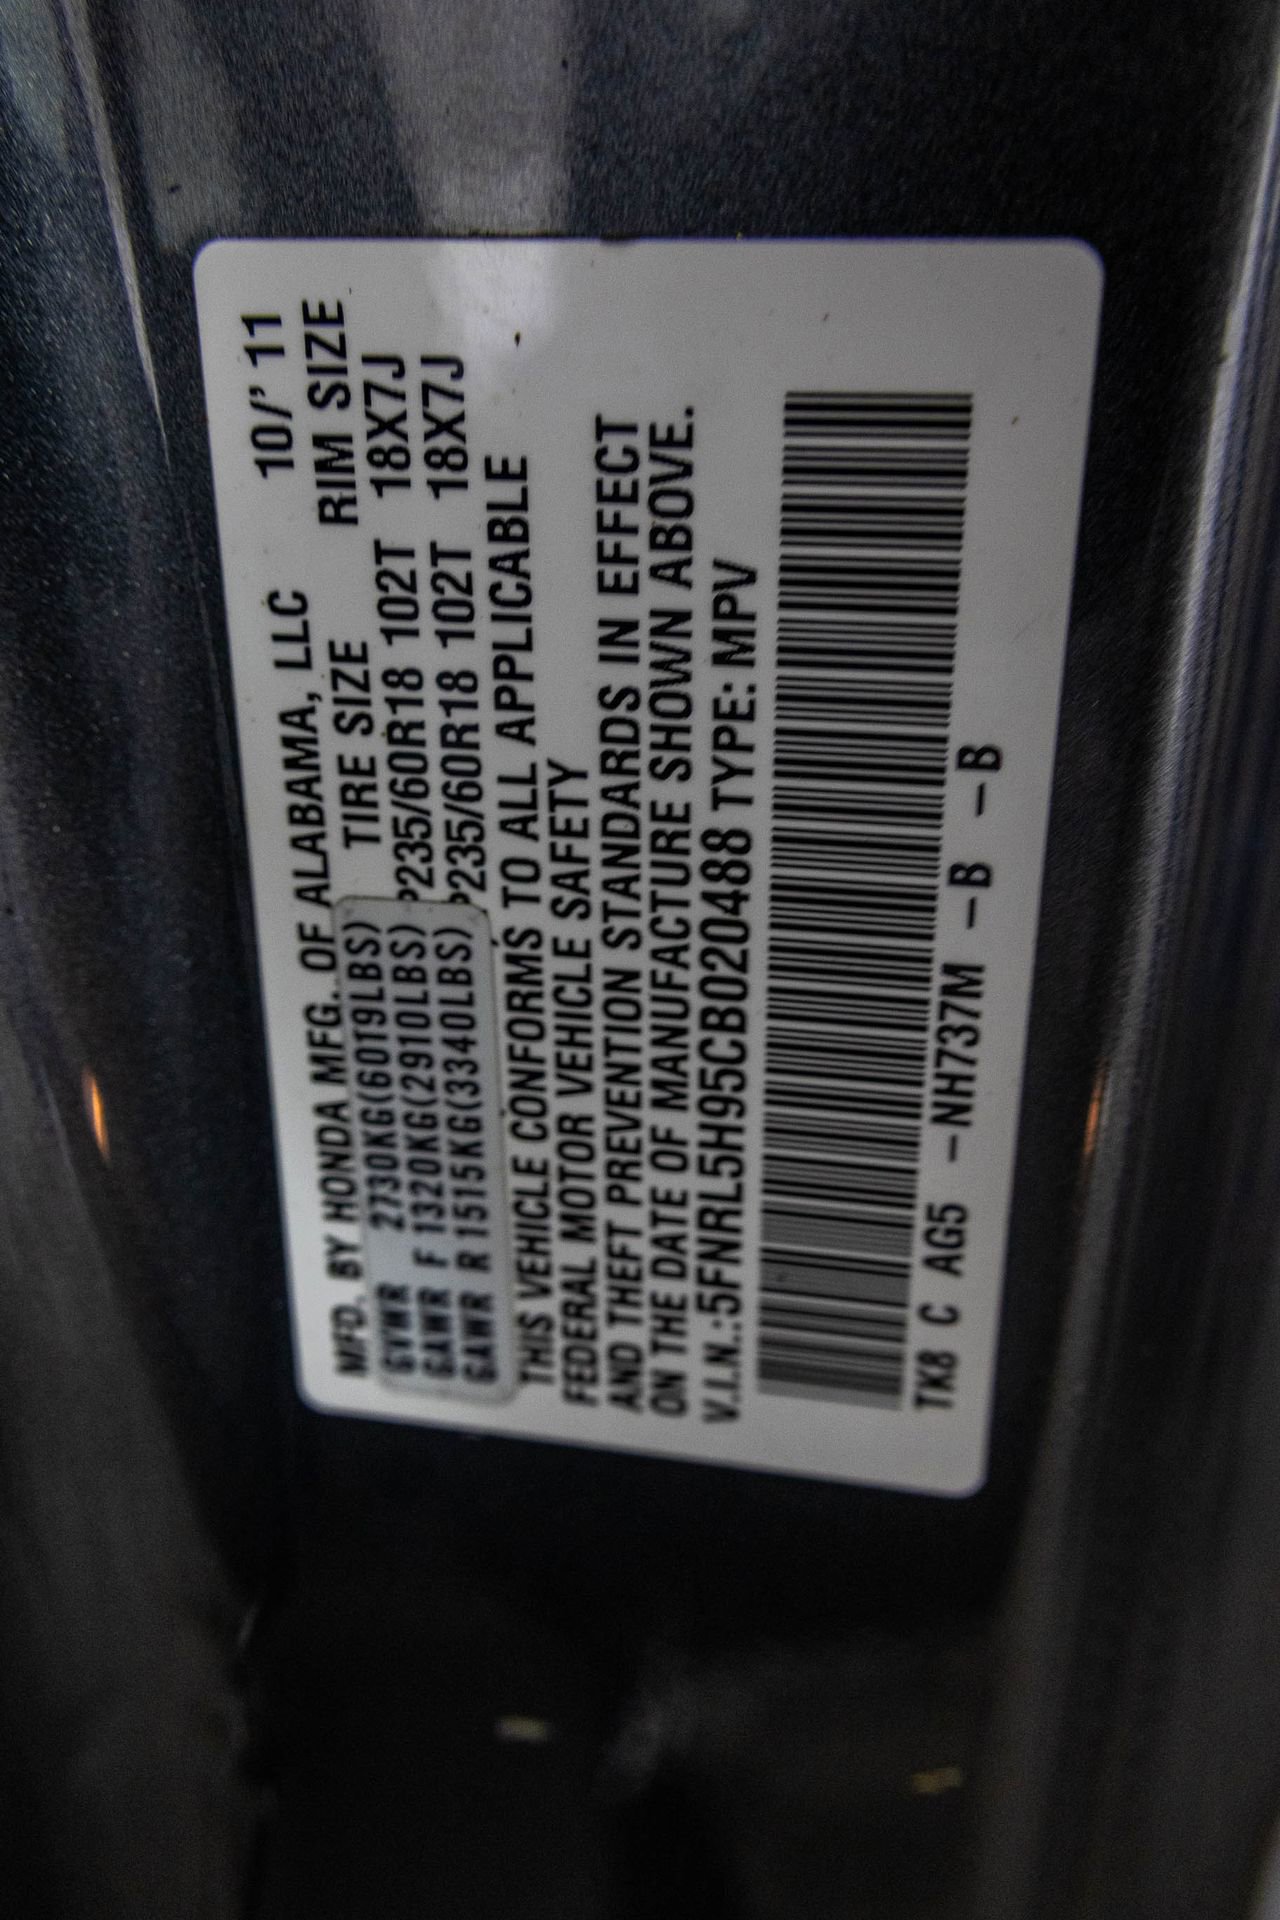 MFD. BY HONDA MFG. OF ALABAMA, LLC 10/' 11
TIRE SIZE RIM SIZE
GVWR 2730KG(6019LBS)
GAWR F 1320KG(2910LBS) P235/60R18 102T 18X7J
GAWR R 1515KG(3340LBS) P235/60R18 102T 18X7J
THIS VEHICLE CONFORMS TO ALL APPLICABLE
FEDERAL MOTOR VEHICLE SAFETY
AND THEFT PREVENTION STANDARDS IN EFFECT
ON THE DATE OF MANUFACTURE SHOWN ABOVE.
V.I.N.:5FNRL5H95CB020488 TYPE: MPV
TK8 C AG5 -NH737M -B -B